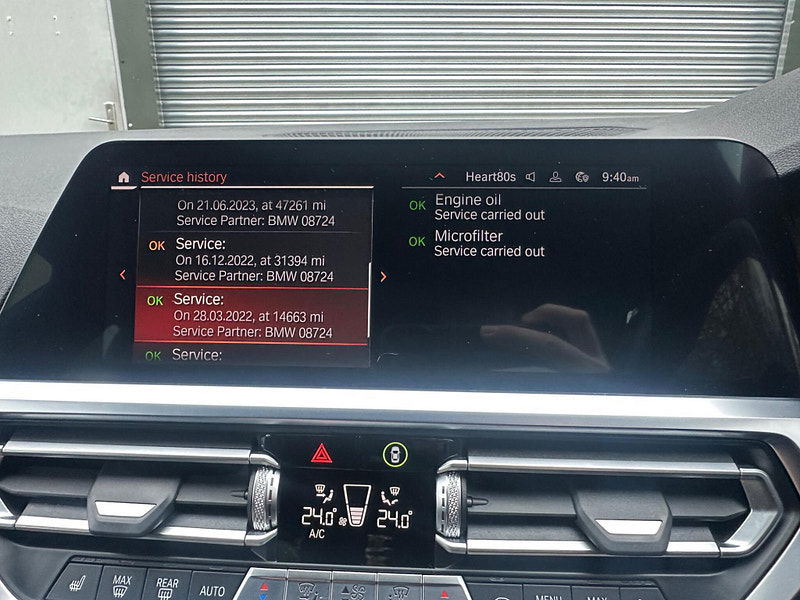 Service history
Heart80s 9:40am
On 21.06.2023, at 47261 mi
Service Partner: BMW 08724
OK Service:
On 16.12.2022, at 31394 mi
Service Partner: BMW 08724
OK Service:
On 28.03.2022, at 14663 mi
Service Partner: BMW 08724
OK Service:
OK Engine oil
Service carried out
OK Microfilter
Service carried out
24.0° 24.0°
A/C
MAX
REAR
AUTO
MENU
MAX